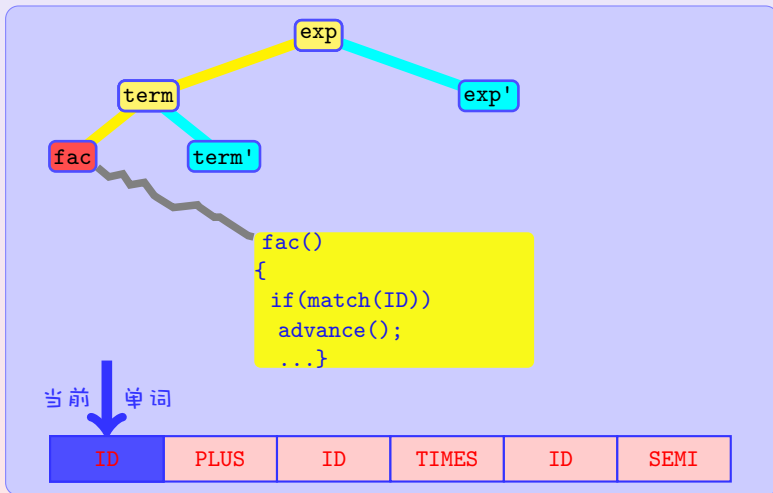 exp
term exp'
fac term'
fac()
{
if(match(ID))
advance();
...}
当前 单词
ID PLUS ID TIMES ID SEMI